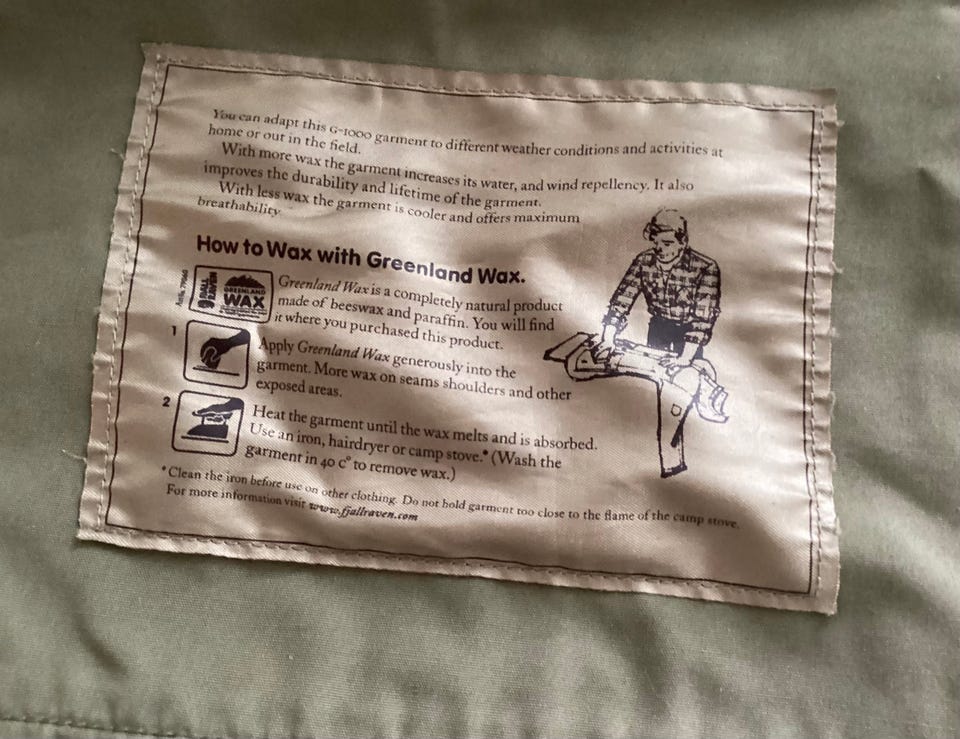 You can adapt this G-1000 garment to different weather conditions and activities at
home or out in the field.
With more wax the garment increases its water, and wind repellency. It also
improves the durability and lifetime of the garment.
With less wax the garment is cooler and offers maximum
breathability.
How to Wax with Greenland Wax.
GREENLAND
WAX
Greenland Wax is a completely natural product
made of beeswax and paraffin. You will find
it where you purchased this product.
1
Apply Greenland Wax generously into the
garment. More wax on seams shoulders and other
exposed areas.
2
Heat the garment until the wax melts and is absorbed.
Use an iron, hairdryer or camp stove.* (Wash the
garment in 40 c° to remove wax.)
*Clean the iron before use on other clothing. Do not hold garment too close to the flame of the camp stove.
For more information visit www.fjallraven.com